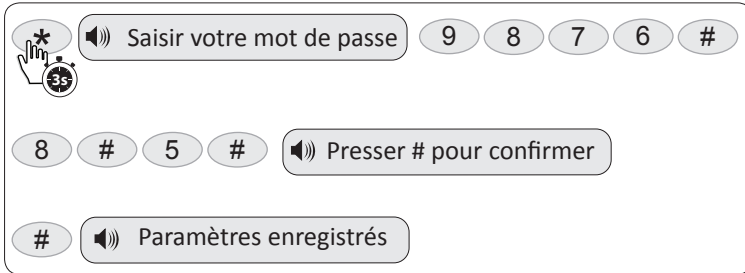 * Saisir votre mot de passe 9 8 7 6 #
3s
8 # 5 # Presser # pour confirmer
# Paramètres enregistrés